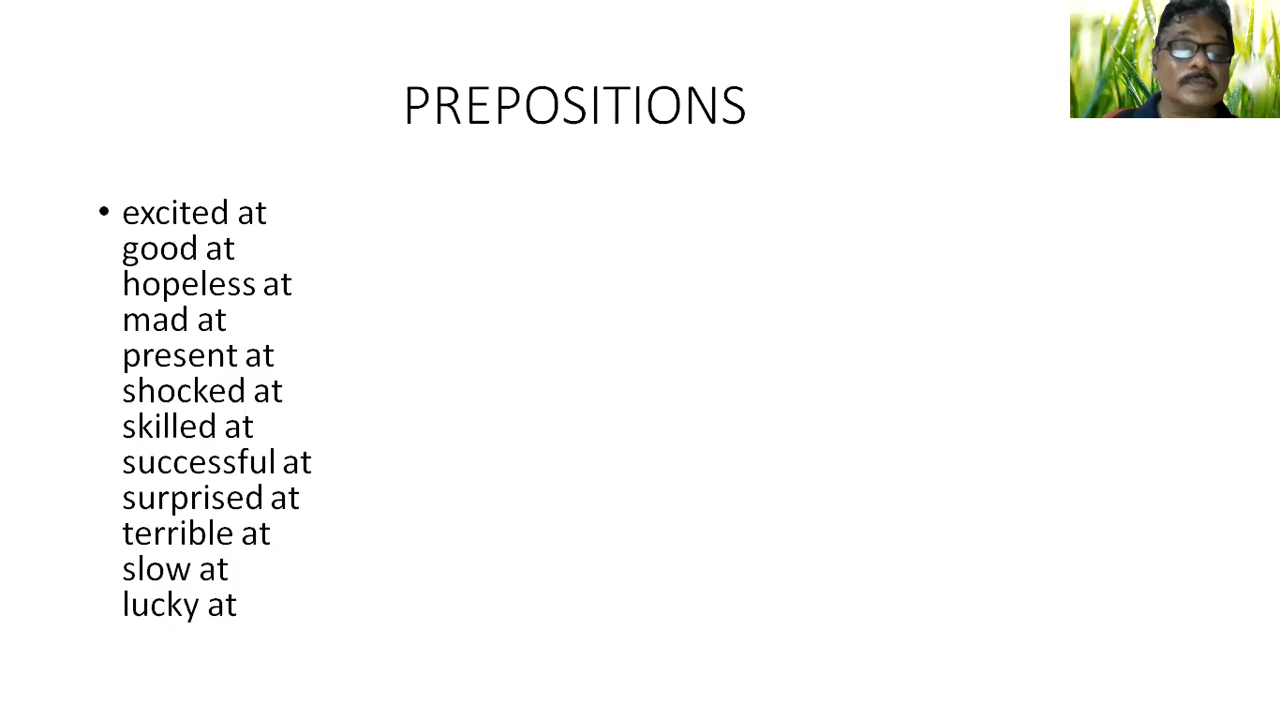 PREPOSITIONS
• excited at
good at
hopeless at
mad at
present at
shocked at
skilled at
successful at
surprised at
terrible at
slow at
lucky at